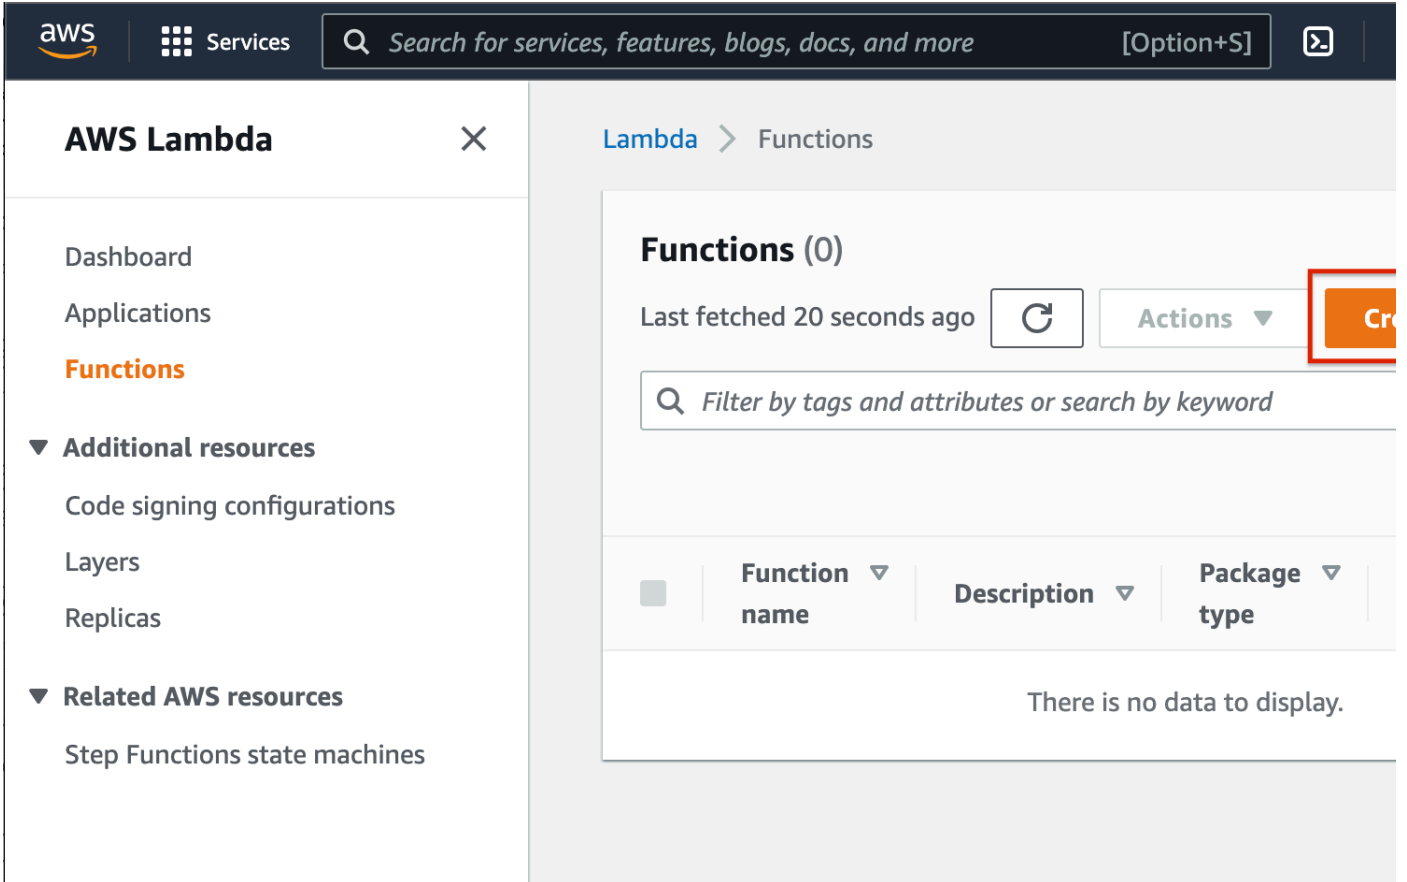 aws
Services
Search for services, features, blogs, docs, and more
[Option+S]
AWS Lambda
Dashboard
Applications
Functions
Additional resources
Code signing configurations
Layers
Replicas
Related AWS resources
Step Functions state machines
Lambda
Functions
Functions (0)
Last fetched 20 seconds ago
Actions
Filter by tags and attributes or search by keyword
Function
name
Description
Package
type
There is no data to display.